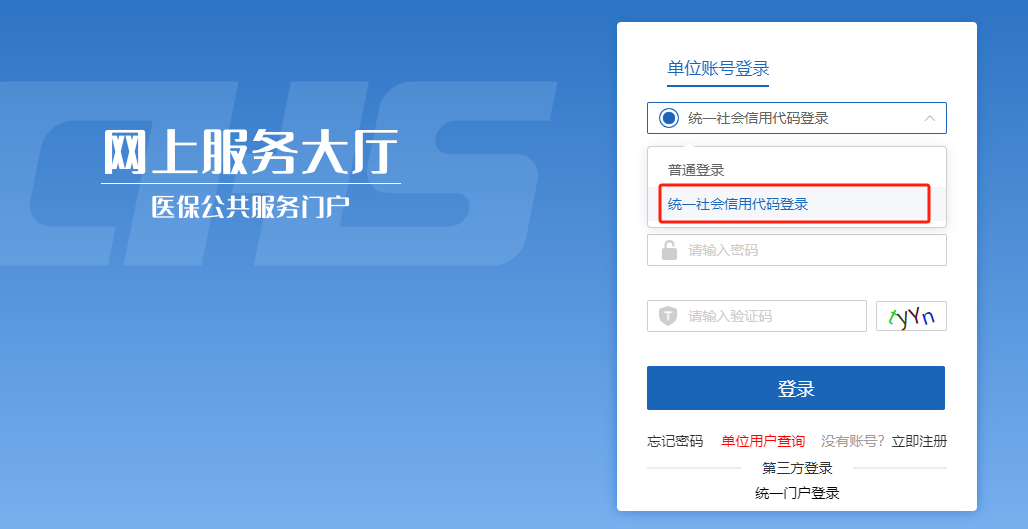 网上服务大厅
医保公共服务门户
单位账号登录
统一社会信用代码登录
普通登录
统一社会信用代码登录
请输入密码
请输入验证码
tyYn
登录
忘记密码 单位用户查询 没有账号? 立即注册
第三方登录
统一门户登录